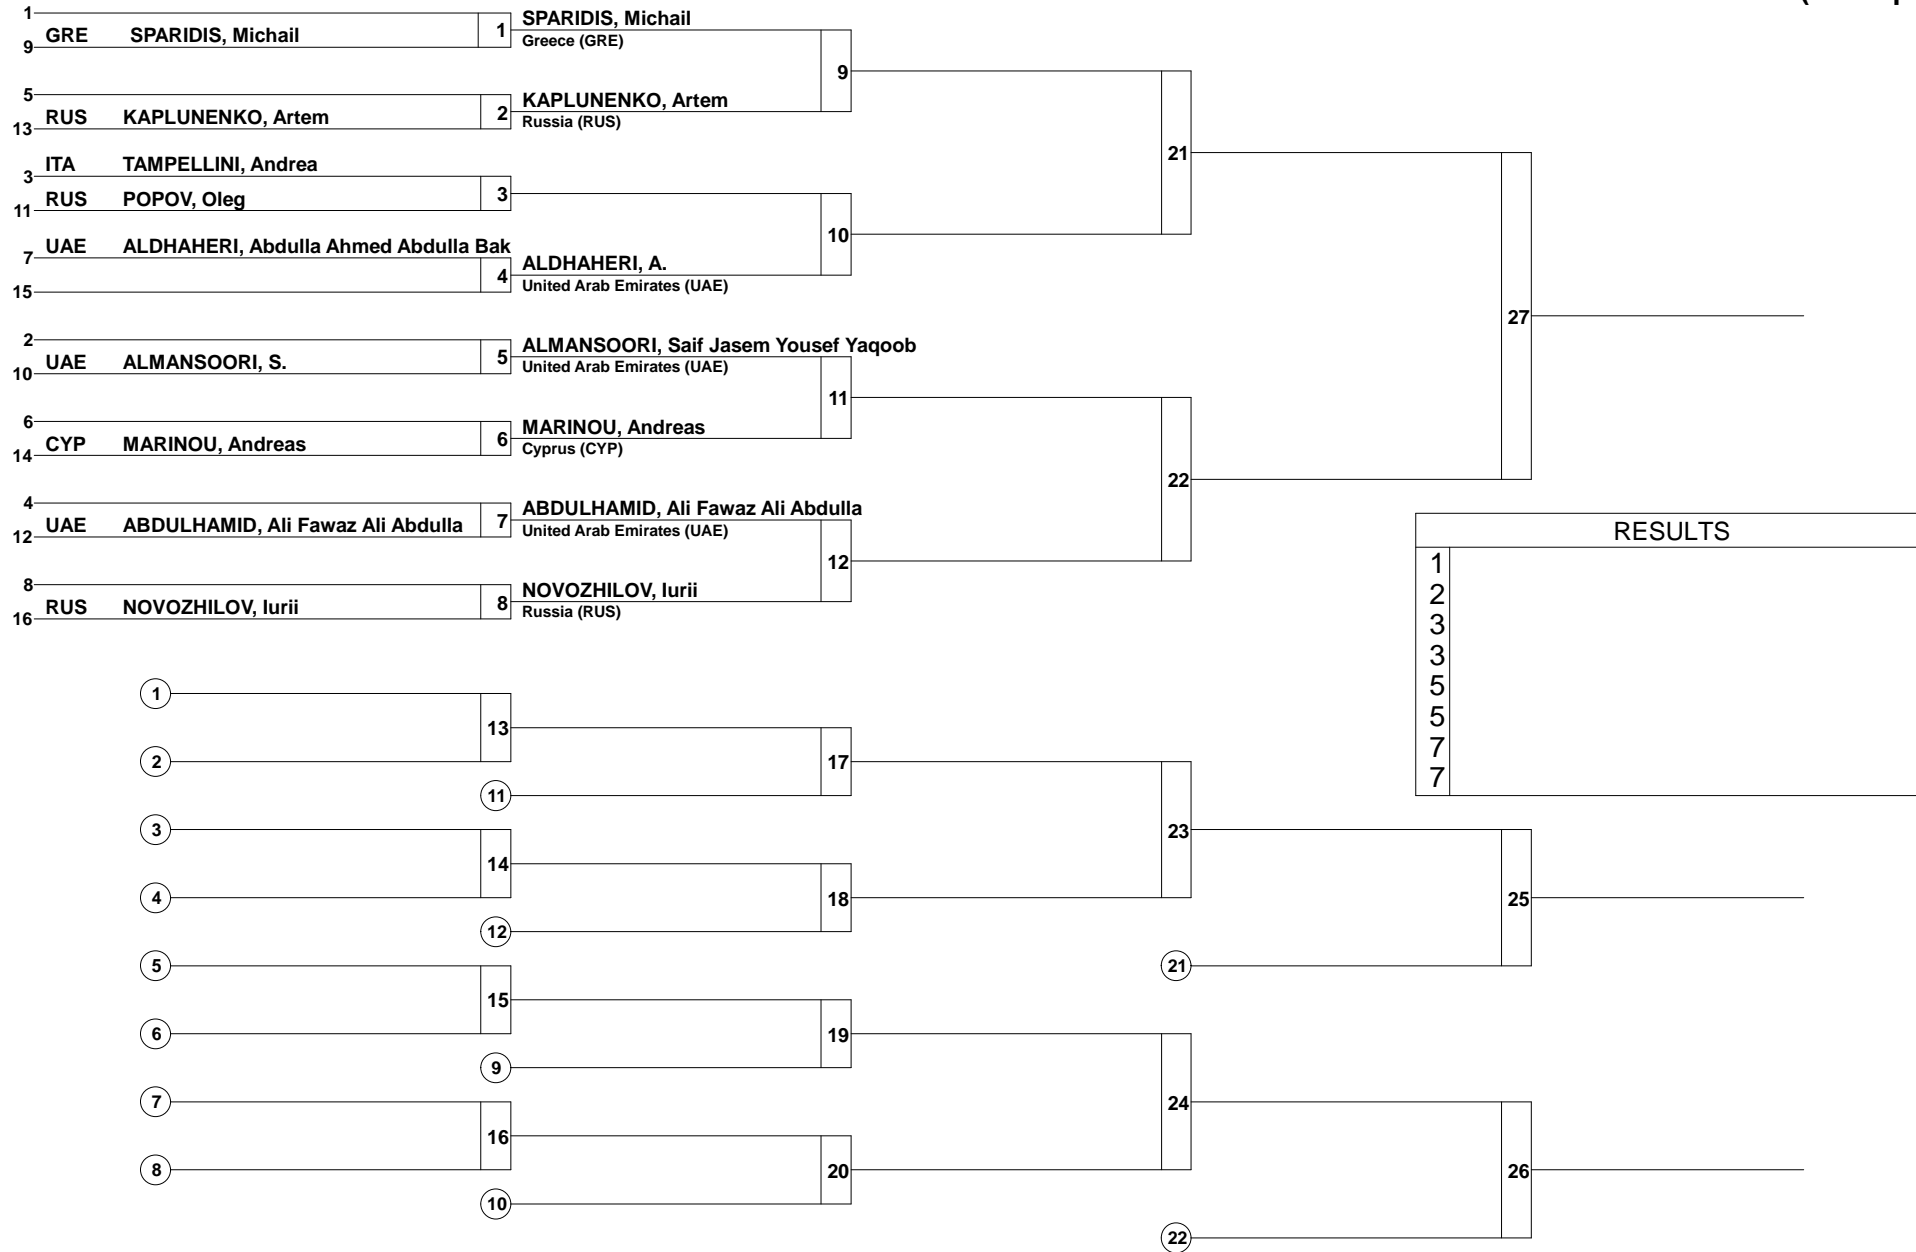 1
GRE SPARIDIS, Michail
9
1
SPARIDIS, Michail
Greece (GRE)
9
5
RUS KAPLUNENKO, Artem
13
2
KAPLUNENKO, Artem
Russia (RUS)
21
ITA TAMPELLINI, Andrea
3
RUS POPOV, Oleg
11
3
10
UAE ALDHAHERI, Abdulla Ahmed Abdulla Bak
7
15
4
ALDHAHERI, A.
United Arab Emirates (UAE)
27
2
UAE ALMANSOORI, S.
10
5
ALMANSOORI, Saif Jasem Yousef Yaqoob
United Arab Emirates (UAE)
11
6
CYP MARINOU, Andreas
14
6
MARINOU, Andreas
Cyprus (CYP)
22
4
UAE ABDULHAMID, Ali Fawaz Ali Abdulla
12
7
ABDULHAMID, Ali Fawaz Ali Abdulla
United Arab Emirates (UAE)
12
8
RUS NOVOZHILOV, Iurii
16
8
NOVOZHILOV, Iurii
Russia (RUS)
RESULTS
1
2
3
3
5
5
7
7
1
13
2
17
11
3
23
14
4
18
25
12
5
21
15
6
19
9
7
24
16
8
20
26
10
22